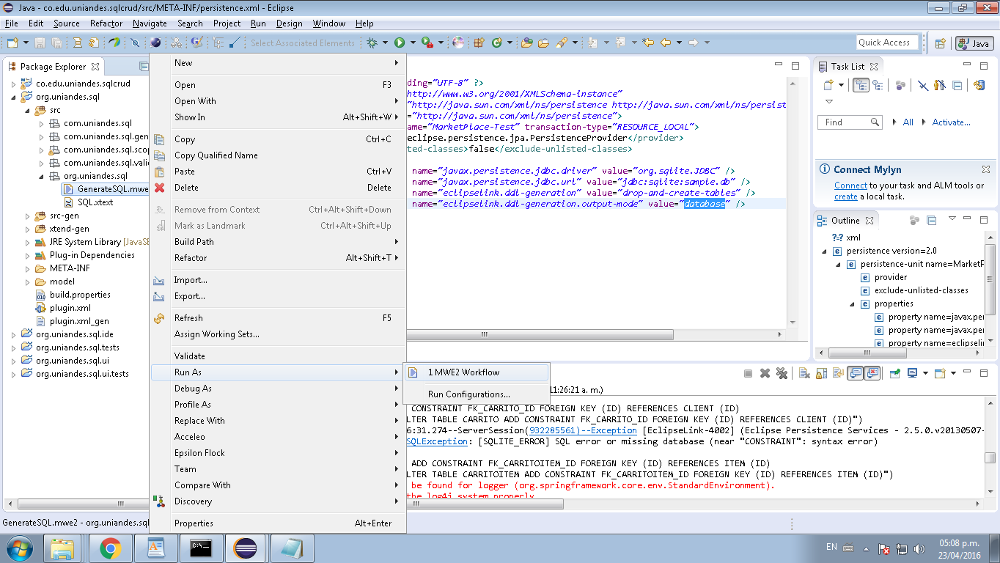 Java - co.edu.uniandes.sqlcrud/src/META-INF/persistence.xml - Eclipse
File Edit Source Refactor Navigate Search Project Run Design Window Help
Select Associated Elements
Quick Access
Java
Package Explorer
co.edu.uniandes.sqlcrud
org.uniandes.sql
src
com.uniandes.sql
com.uniandes.sql.gen
com.uniandes.sql.scop
com.uniandes.sql.valid
org.uniandes.sql
GenerateSQL.mwe
SQL.xtext
src-gen
xtend-gen
JRE System Library [JavaSE
Plug-in Dependencies
META-INF
model
build.properties
plugin.xml
plugin.xml_gen
org.uniandes.sql.ide
org.uniandes.sql.tests
org.uniandes.sql.ui
org.uniandes.sql.ui.tests
GenerateSQL.mwe2 - org.uniandes.sql/
New
Open F3
Open With
Show In Alt+Shift+W
Copy Ctrl+C
Copy Qualified Name
Paste Ctrl+V
Delete Delete
Remove from Context Ctrl+Alt+Shift+Down
Mark as Landmark Ctrl+Alt+Shift+Up
Build Path
Refactor Alt+Shift+T
Import...
Export...
Refresh F5
Assign Working Sets...
Validate
Run As
Debug As
Profile As
Replace With
Acceleo
Epsilon Flock
Team
Compare With
Discovery
Properties Alt+Enter
1 MWE2 Workflow
Run Configurations...
ding="UTF-8" ?>
http://www.w3.org/2001/XMLSchema-instance"
"http://java.sun.com/xml/ns/persistence http://java.sun.com/xml/ns/persist
="http://java.sun.com/xml/ns/persistence">
name="MarketPlace-Test" transaction-type="RESOURCE_LOCAL">
eclipse.persistence.jpa.PersistenceProvider</provider>
ted-classes>false</exclude-unlisted-classes>
name="javax.persistence.jdbc.driver" value="org.sqlite.JDBC" />
name="javax.persistence.jdbc.url" value="jdbc:sqlite:sample.db" />
name="eclipselink.ddl-generation" value="drop-and-create-tables" />
name="eclipselink.ddl-generation.output-mode" value="database" />
11:26:21 a. m.)
CONSTRAINT FK_CARRITO_ID FOREIGN KEY (ID) REFERENCES CLIENT (ID)
LTER TABLE CARRITO ADD CONSTRAINT FK_CARRITO_ID FOREIGN KEY (ID) REFERENCES CLIENT (ID)")
6:31.274--ServerSession(932285561)--Exception [EclipseLink-4002] (Eclipse Persistence Services - 2.5.0.v20130507-
SQLException: [SQLITE_ERROR] SQL error or missing database (near "CONSTRAINT": syntax error)
ADD CONSTRAINT FK_CARRITOITEM_ID FOREIGN KEY (ID) REFERENCES ITEM (ID)
LTER TABLE CARRITOITEM ADD CONSTRAINT FK_CARRITOITEM_ID FOREIGN KEY (ID) REFERENCES ITEM (ID)")
be found for logger (org.springframework.core.env.StandardEnvironment).
the log4j system properly
Task List
Find All Activate...
Connect Mylyn
Connect to your task and ALM tools or
create a local task.
Outline
xml
persistence version=2.0
persistence-unit name=MarketP
provider
exclude-unlisted-classes
properties
property name=javax.per
property name=javax.per
property name=eclipselin
EN
05:08 p.m.
23/04/2016